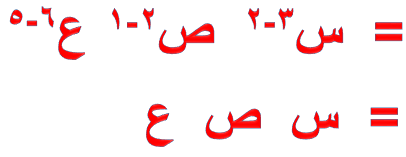 = س٣-٢ ص٢-١ ع٦-٥
= س ص ع